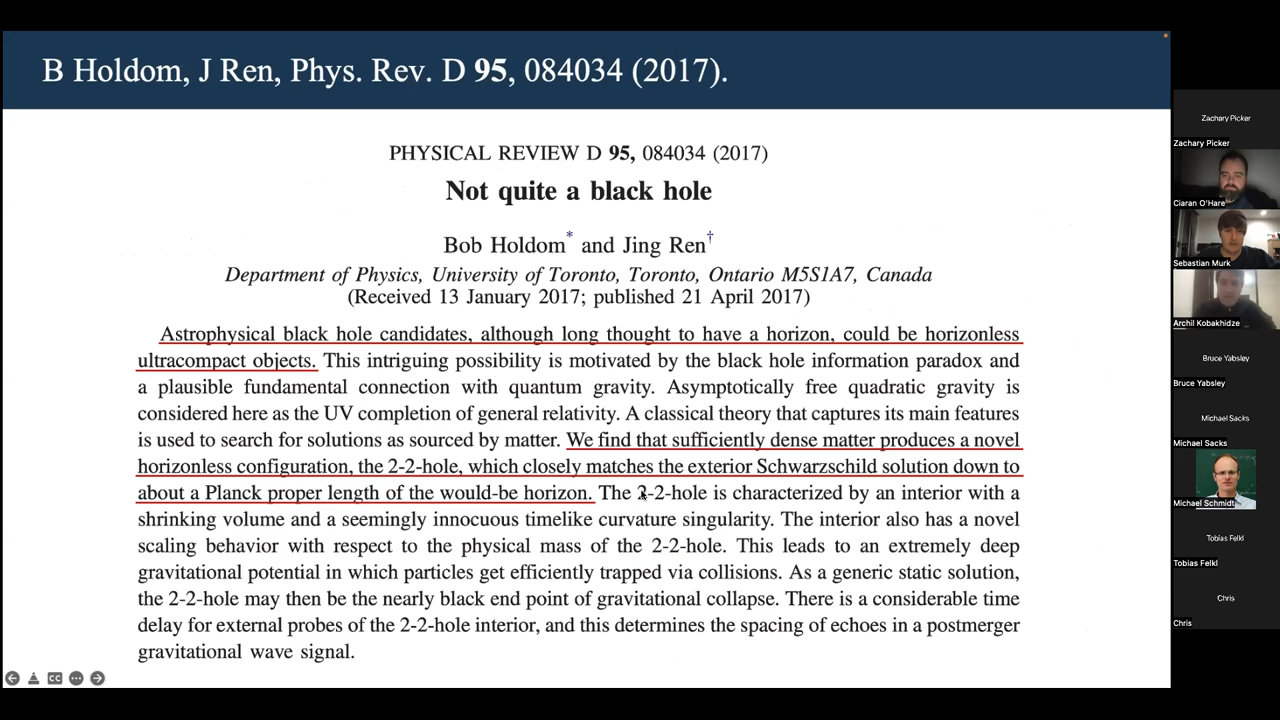 B Holdom, J Ren, Phys. Rev. D 95, 084034 (2017).
PHYSICAL REVIEW D 95, 084034 (2017)
Not quite a black hole
Bob Holdom* and Jing Ren†
Department of Physics, University of Toronto, Toronto, Ontario M5S1A7, Canada
(Received 13 January 2017; published 21 April 2017)
Astrophysical black hole candidates, although long thought to have a horizon, could be horizonless
ultracompact objects. This intriguing possibility is motivated by the black hole information paradox and
a plausible fundamental connection with quantum gravity. Asymptotically free quadratic gravity is
considered here as the UV completion of general relativity. A classical theory that captures its main features
is used to search for solutions as sourced by matter. We find that sufficiently dense matter produces a novel
horizonless configuration, the 2-2-hole, which closely matches the exterior Schwarzschild solution down to
about a Planck proper length of the would-be horizon. The 2-2-hole is characterized by an interior with a
shrinking volume and a seemingly innocuous timelike curvature singularity. The interior also has a novel
scaling behavior with respect to the physical mass of the 2-2-hole. This leads to an extremely deep
gravitational potential in which particles get efficiently trapped via collisions. As a generic static solution,
the 2-2-hole may then be the nearly black end point of gravitational collapse. There is a considerable time
delay for external probes of the 2-2-hole interior, and this determines the spacing of echoes in a postmerger
gravitational wave signal.
CC
Zachary Picker
Zachary Picker
Ciaran O'Hare
Sebastian Murk
Archil Kobakhidze
Bruce Yabsley
Bruce Yabsley
Michael Sacks
Michael Sacks
Michael Schmidt
Tobias Felkl
Tobias Felkl
Chris
Chris